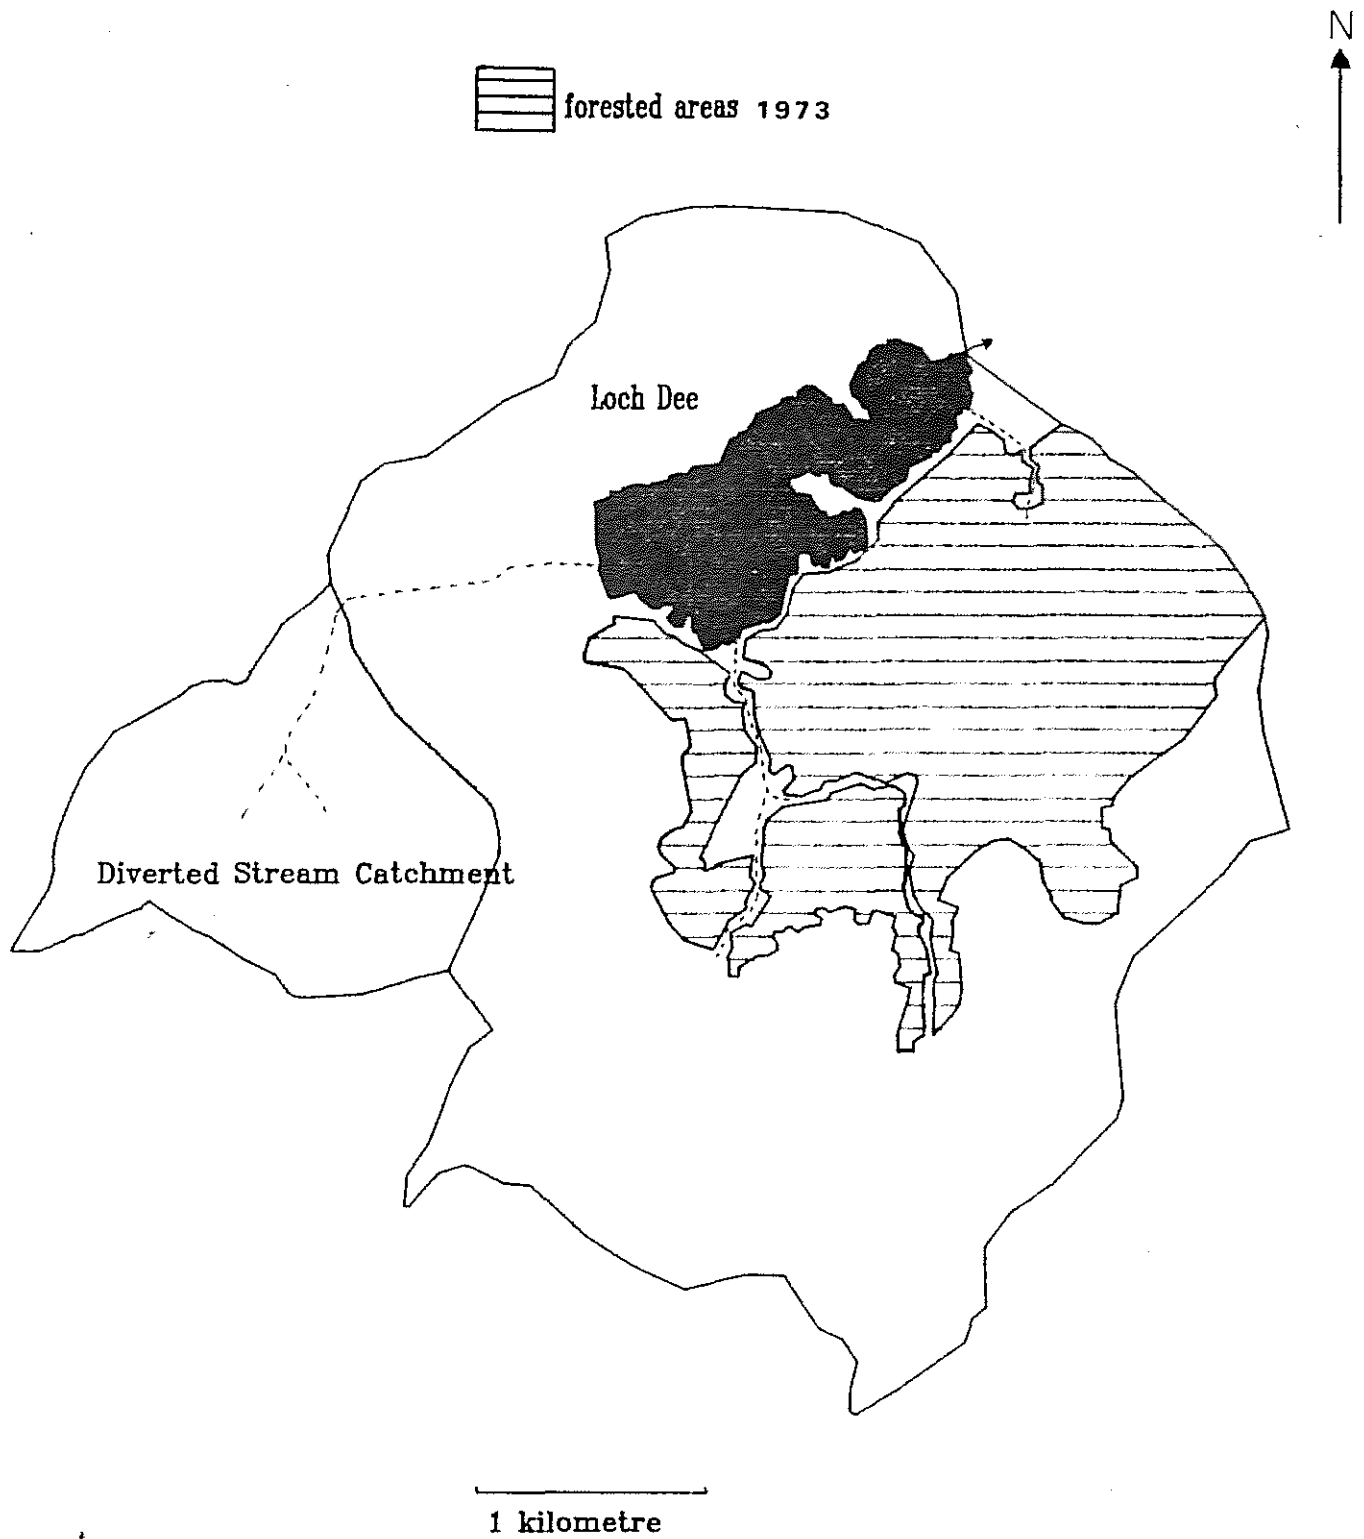 N
forested areas 1973
Loch Dee
Diverted Stream Catchment
1 kilometre